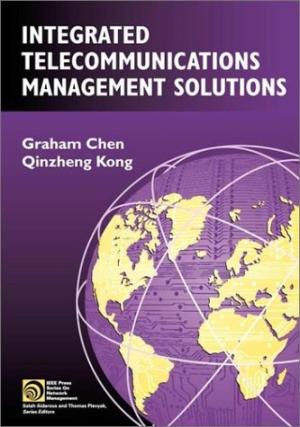 INTEGRATED
TELECOMMUNICATIONS
MANAGEMENT SOLUTIONS
Graham Chen
Qinzheng Kong
IEEE Press
Series On
Network
Management
Salah Aidarous and Thomas Plevyak,
Series Editors